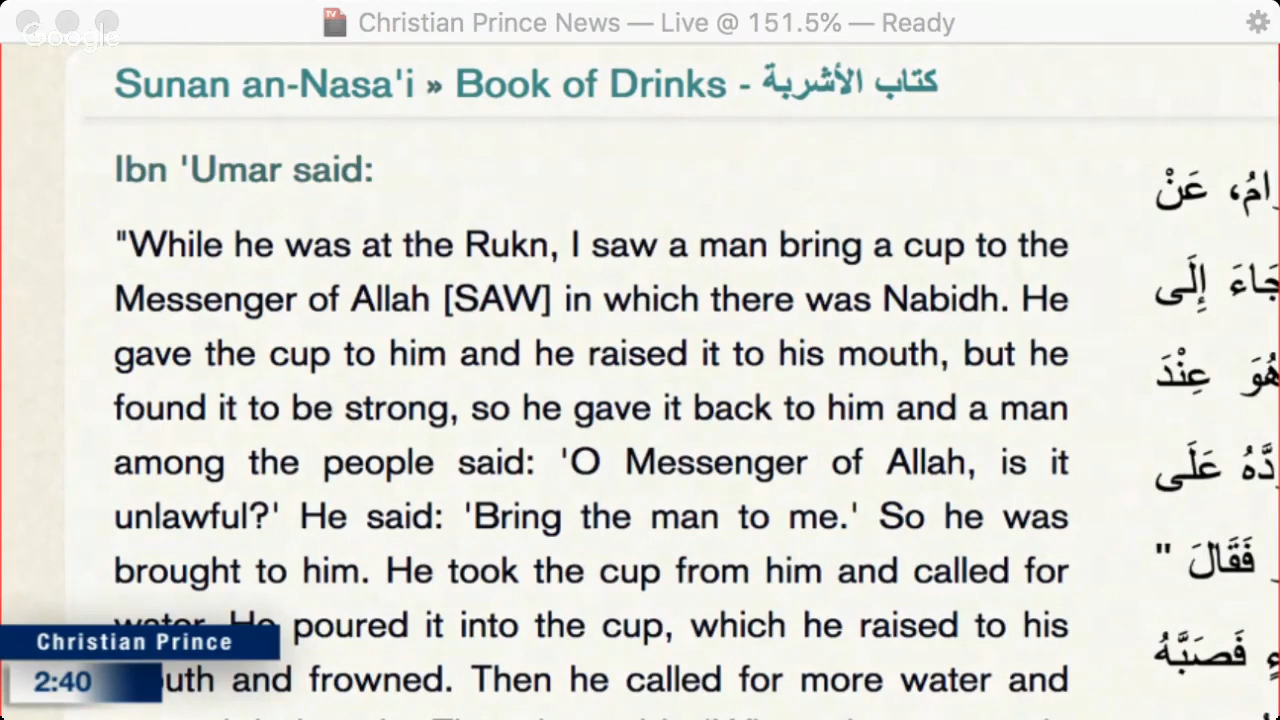 Christian Prince News — Live @ 151.5% — Ready
Google
Sunan an-Nasa'i » Book of Drinks - كتاب الأشربة
Ibn 'Umar said:
"While he was at the Rukn, I saw a man bring a cup to the
Messenger of Allah [SAW] in which there was Nabidh. He
gave the cup to him and he raised it to his mouth, but he
found it to be strong, so he gave it back to him and a man
among the people said: 'O Messenger of Allah, is it
unlawful?' He said: 'Bring the man to me.' So he was
brought to him. He took the cup from him and called for
water. He poured it into the cup, which he raised to his
uth and frowned. Then he called for more water and
عَنْ
إِلَى
عِنْدَ
عَلَى
فَقَالَ "
فَصَبَّهُ
Christian Prince
2:40